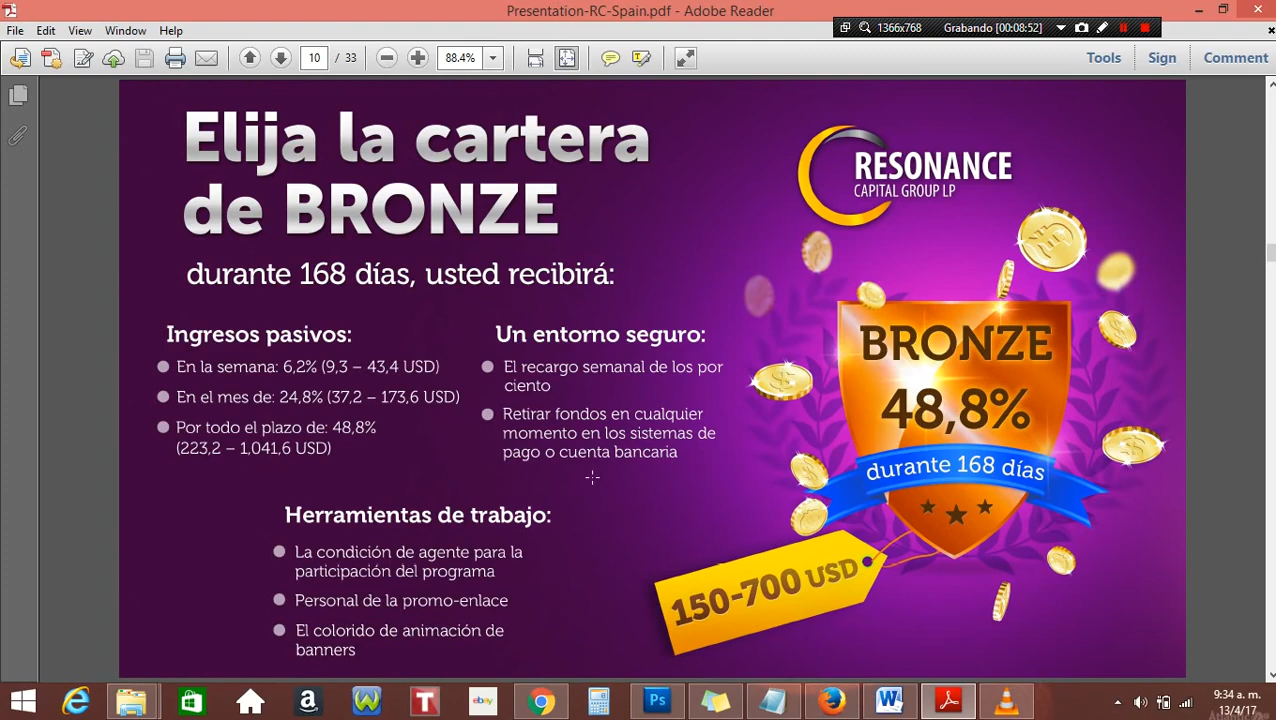 Presentation-RC-Spain.pdf - Adobe Reader
File Edit View Window Help
1366x768 Grabando [00:08:52]
10 / 33 88.4% Tools Sign Comment
Elija la cartera
de BRONZE
durante 168 días, usted recibirá:
Ingresos pasivos:
En la semana: 6,2% (9,3 – 43,4 USD)
En el mes de: 24,8% (37,2 – 173,6 USD)
Por todo el plazo de: 48,8%
(223,2 – 1,041,6 USD)
Un entorno seguro:
El recargo semanal de los por
ciento
Retirar fondos en cualquier
momento en los sistemas de
pago o cuenta bancaria
Herramientas de trabajo:
La condición de agente para la
participación del programa
Personal de la promo-enlace
El colorido de animación de
banners
RESONANCE
CAPITAL GROUP LP
BRONZE
48,8%
durante 168 días
150-700 USD
9:34 a. m.
13/4/17